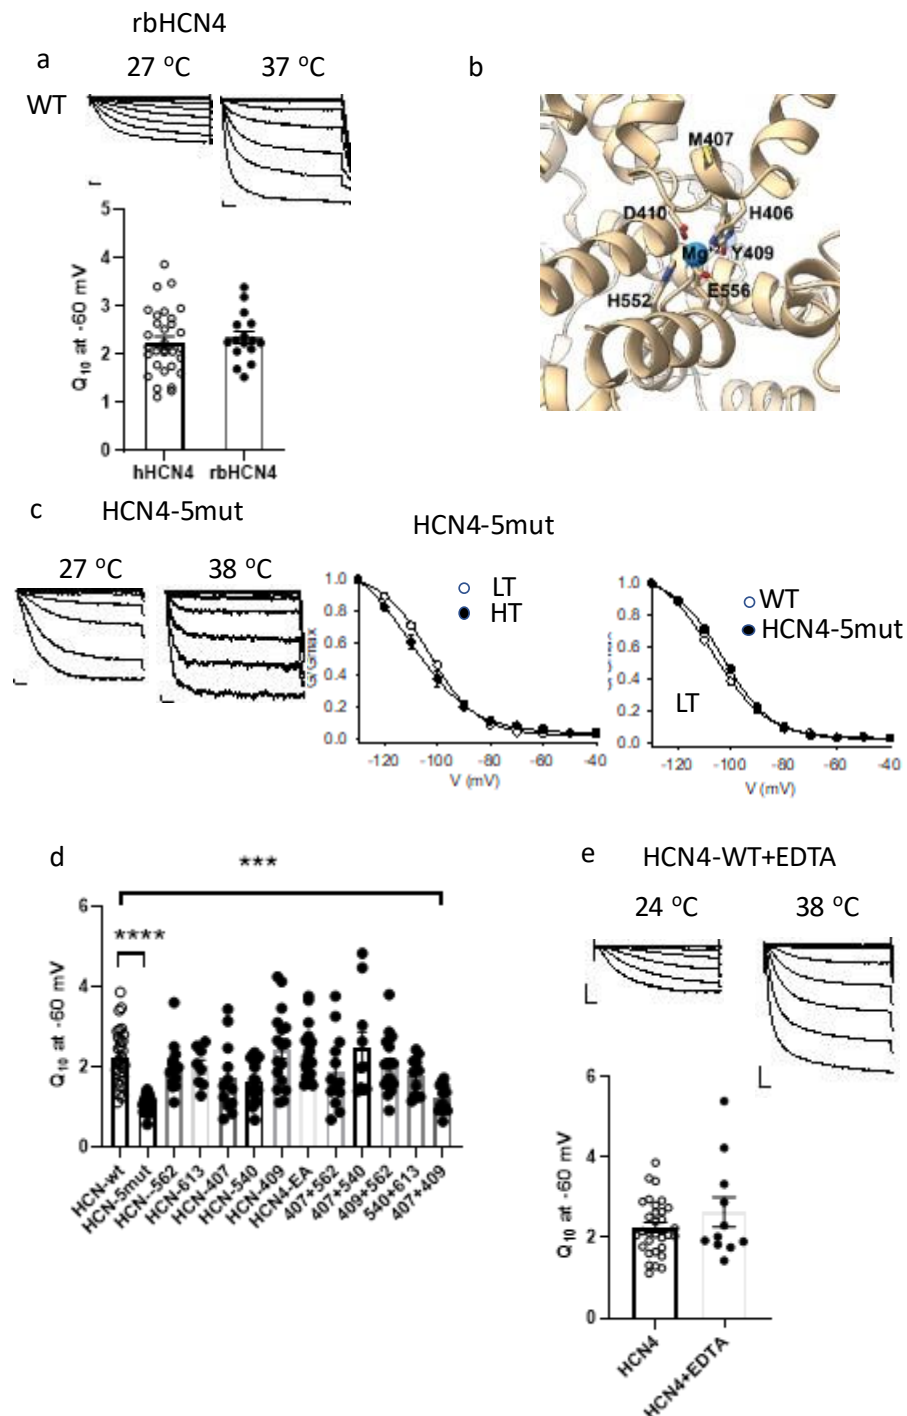 rbHCN4
a
27 °C
37 °C
b
WT
5
4
3
2
1
0
Q10 at -60 mV
hHCN4
rbHCN4
M407
D410
H406
Mg
Y409
E556
H552
c
HCN4-5mut
HCN4-5mut
27 °C
38 °C
1.0
0.8
0.6
0.4
0.2
0.0
G/Gmax
LT
HT
-120
-100
-80
-60
-40
V (mV)
1.0
0.8
0.6
0.4
0.2
0.0
WT
HCN4-5mut
LT
-120
-100
-80
-60
-40
V (mV)
d
***
****
6
4
2
0
Q10 at -60 mV
HCN-wt
HCN-5mut
HCN--562
HCN-613
HCN-407
HCN-540
HCN-409
HCN4-EA
407+562
407+540
409+562
540+613
407+409
e
HCN4-WT+EDTA
24 °C
38 °C
6
4
2
0
Q10 at -60 mV
HCN4
HCN4+EDTA